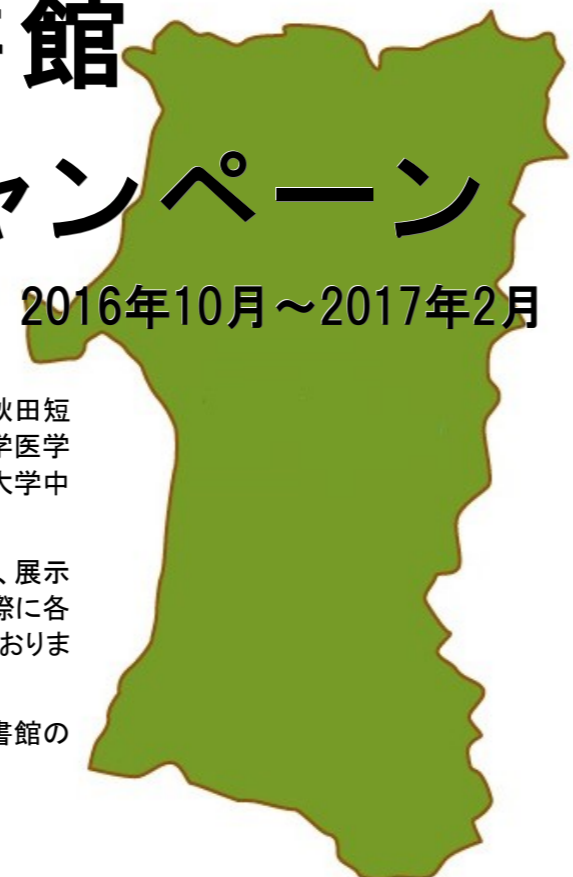 館
ャンペーン
2016年10月～2017年2月
秋田短
学医学
大学中
、展示
際に各
おりま
書館の